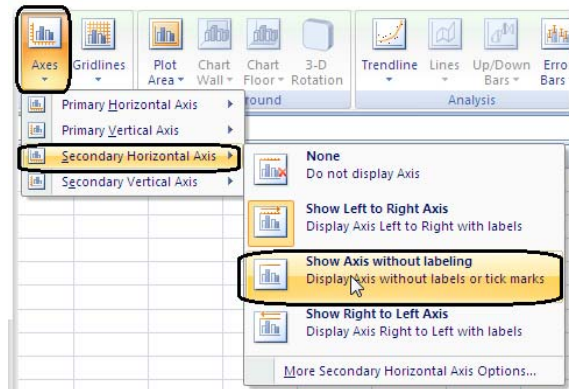 Axes Gridlines Plot Area Chart Wall Chart Floor 3-D Rotation Trendline Lines Up/Down Bars Erro Bars
round Analysis
Primary Horizontal Axis
Primary Vertical Axis
Secondary Horizontal Axis
Secondary Vertical Axis
None
Do not display Axis
Show Left to Right Axis
Display Axis Left to Right with labels
Show Axis without labeling
Display Axis without labels or tick marks
Show Right to Left Axis
Display Axis Right to Left with labels
More Secondary Horizontal Axis Options...